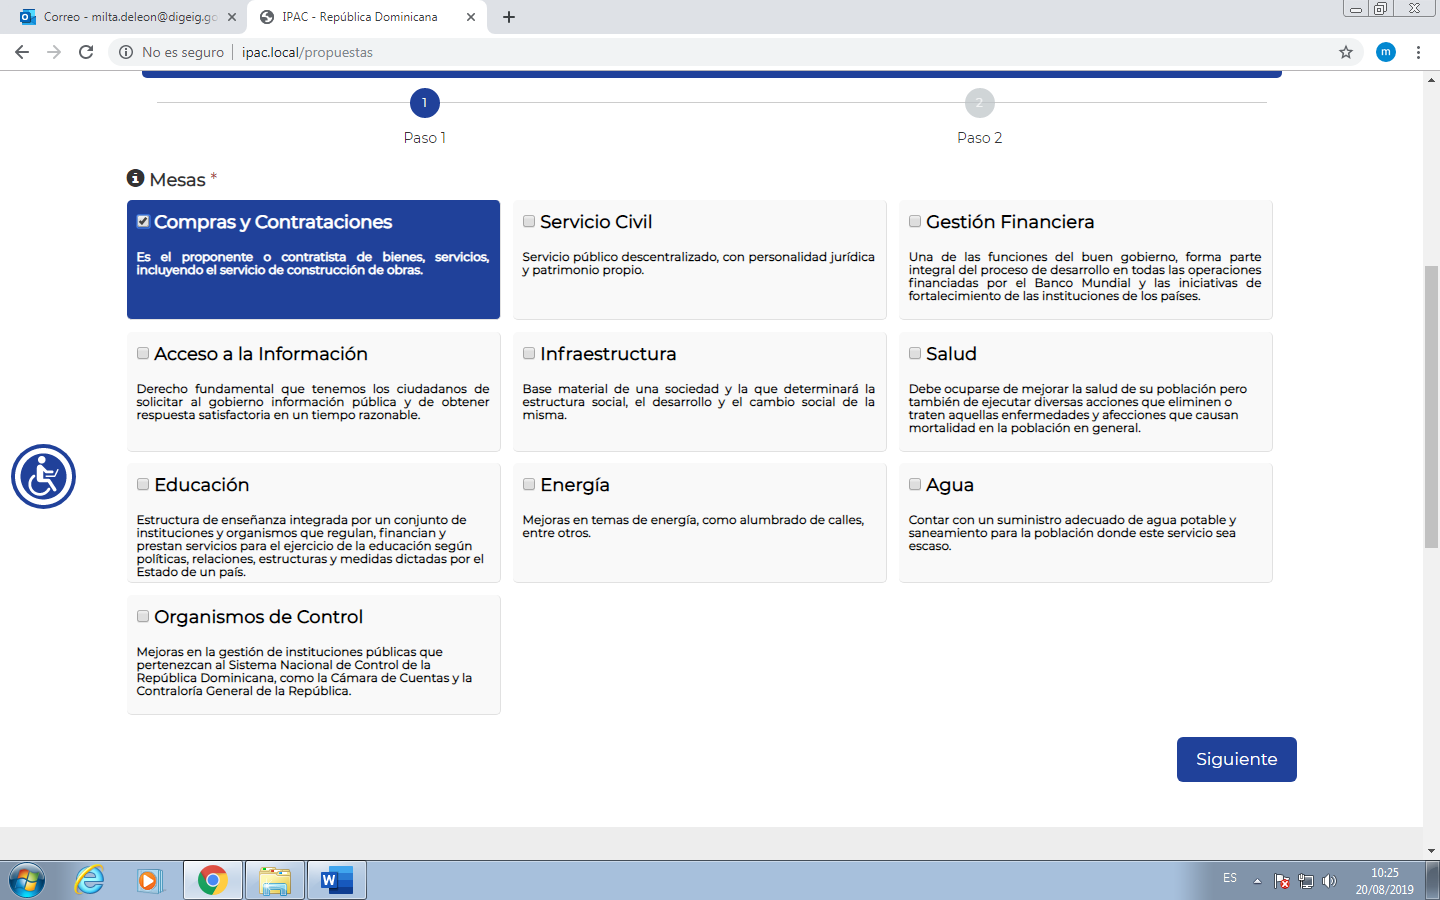 Correo - milta.deleon@digeig.go
IPAC - República Dominicana
No es seguro
ipac.local/propuestas
m
1
2
Paso 1
Paso 2
Mesas *
Compras y Contrataciones
Es el proponente o contratista de bienes, servicios,
incluyendo el servicio de construcción de obras.
Servicio Civil
Servicio público descentralizado, con personalidad jurídica
y patrimonio propio.
Gestión Financiera
Una de las funciones del buen gobierno, forma parte
integral del proceso de desarrollo en todas las operaciones
financiadas por el Banco Mundial y las iniciativas de
fortalecimiento de las instituciones de los países.
Acceso a la Información
Derecho fundamental que tenemos los ciudadanos de
solicitar al gobierno información pública y de obtener
respuesta satisfactoria en un tiempo razonable.
Infraestructura
Base material de una sociedad y la que determinará la
estructura social, el desarrollo y el cambio social de la
misma.
Salud
Debe ocuparse de mejorar la salud de su población pero
también de ejecutar diversas acciones que eliminen o
traten aquellas enfermedades y afecciones que causan
mortalidad en la población en general.
Educación
Estructura de enseñanza integrada por un conjunto de
instituciones y organismos que regulan, financian y
prestan servicios para el ejercicio de la educación según
políticas, relaciones, estructuras y medidas dictadas por el
Estado de un país.
Energía
Mejoras en temas de energía, como alumbrado de calles,
entre otros.
Agua
Contar con un suministro adecuado de agua potable y
saneamiento para la población donde este servicio sea
escaso.
Organismos de Control
Mejoras en la gestión de instituciones públicas que
pertenezcan al Sistema Nacional de Control de la
República Dominicana, como la Cámara de Cuentas y la
Contraloría General de la República.
Siguiente
ES
10:25
20/08/2019